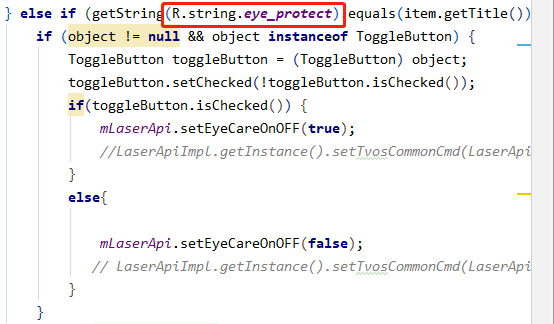 } else if (getString(R.string.eye_protect) equals(item.getTitle())
if (object != null && object instanceof ToggleButton) {
ToggleButton toggleButton = (ToggleButton) object;
toggleButton.setChecked(!toggleButton.isChecked());
if(toggleButton.isChecked()) {
mLaserApi.setEyeCareOnOFF(true);
//LaserApiImpl.getInstance().setTvosCommonCmd(LaserApi
}
else{
mLaserApi.setEyeCareOnOFF(false);
// LaserApiImpl.getInstance().setTvosCommonCmd(LaserApi
}
}